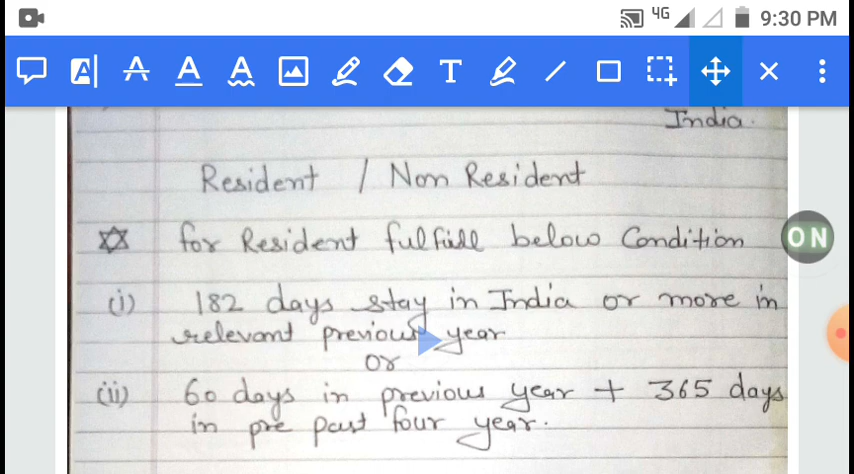 4G 9:30 PM
A A A A T
India.
Resident / Non Resident
for Resident fulfill below Condition
ON
(i) 182 days stay in India or more in
relevant previous year
or
(ii) 60 days in previous year + 365 days
in pre past four year.